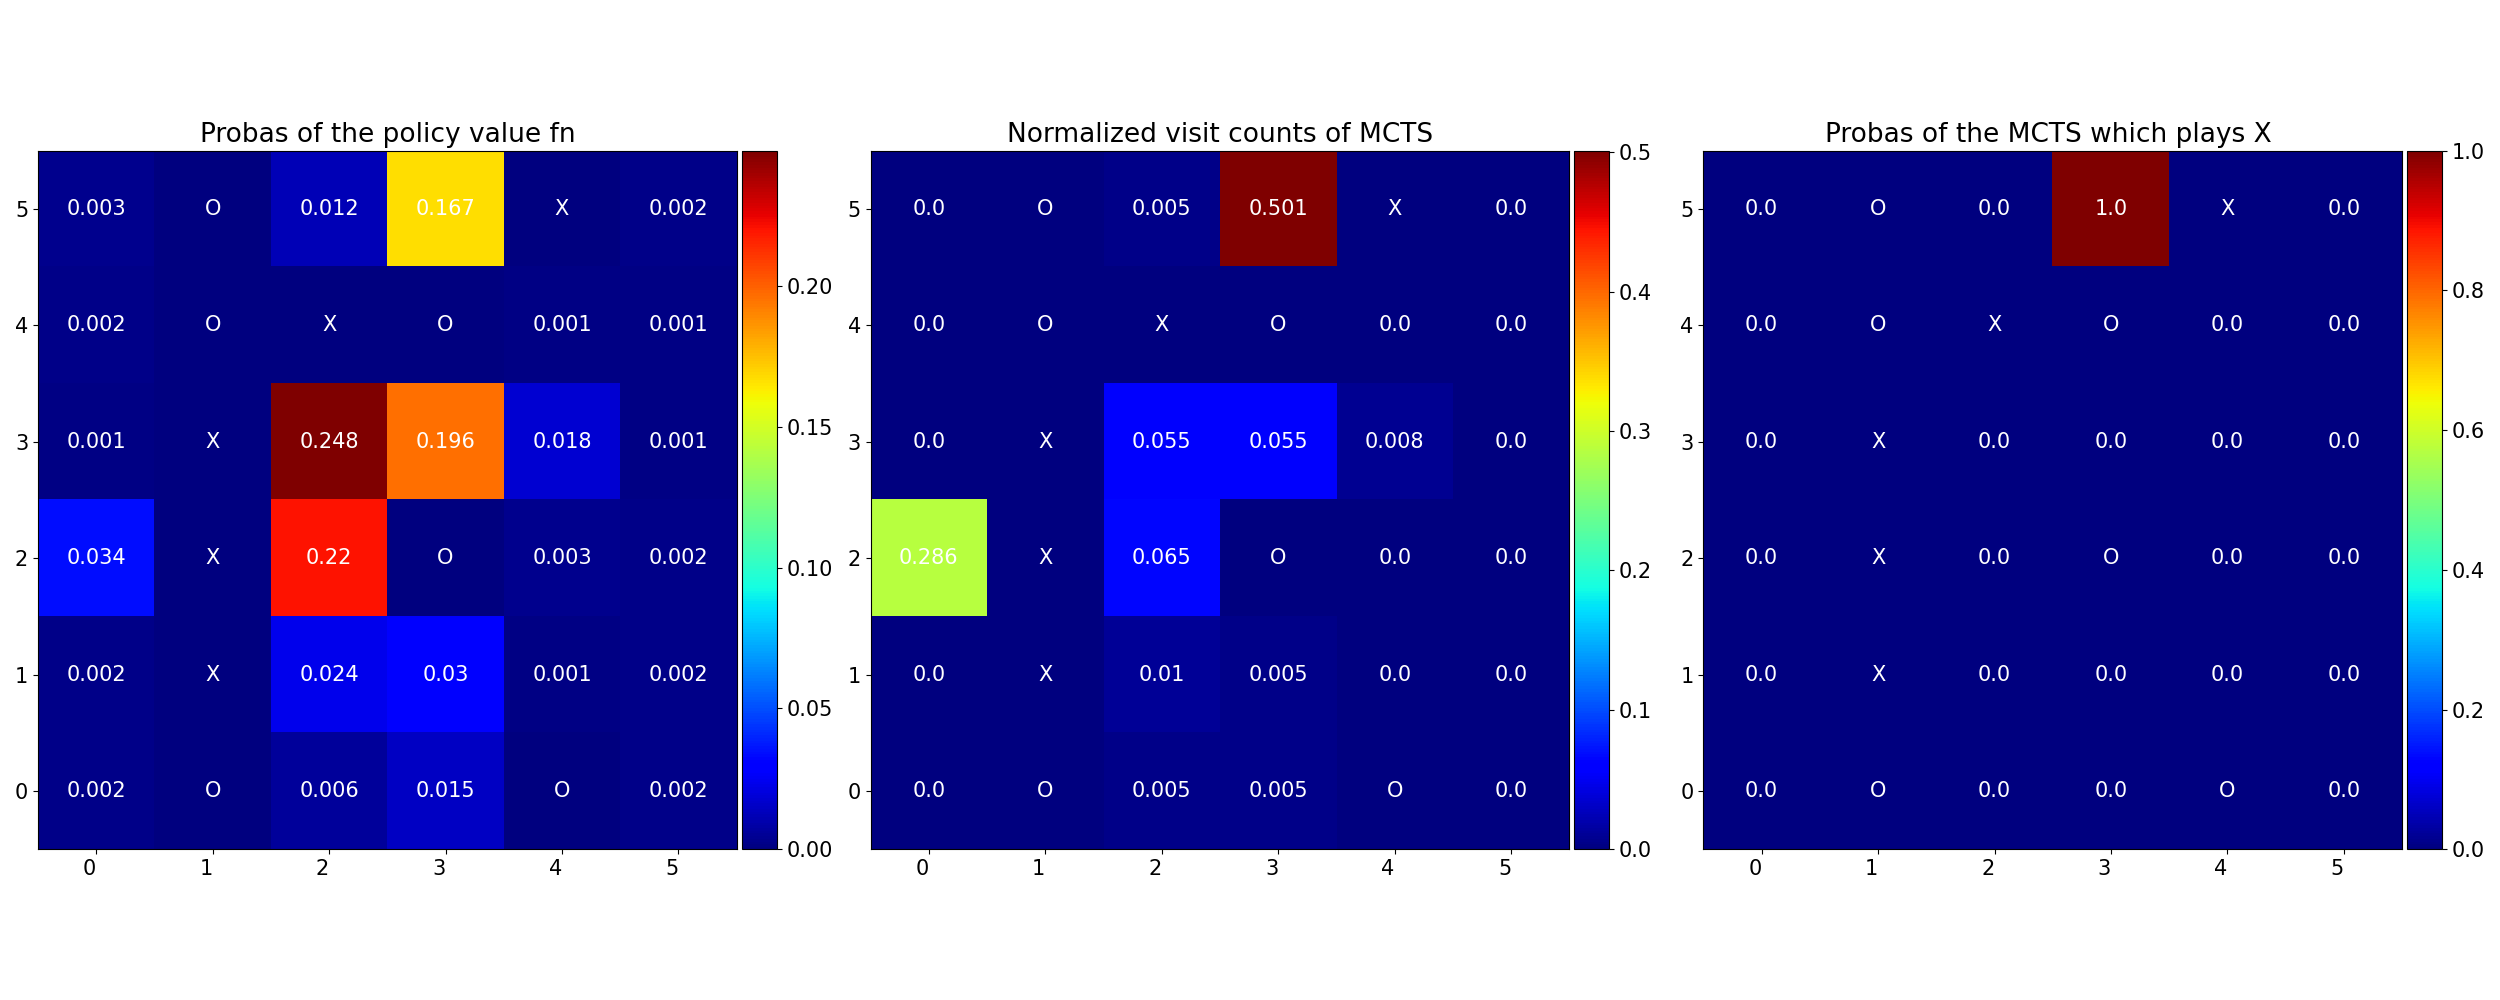 Probas of the policy value fn
5 0.003 O 0.012 0.167 X 0.002
4 0.002 O X O 0.001 0.001
3 0.001 X 0.248 0.196 0.018 0.001
2 0.034 X 0.22 O 0.003 0.002
1 0.002 X 0.024 0.03 0.001 0.002
0 0.002 O 0.006 0.015 O 0.002
0 1 2 3 4 5
0.20
0.15
0.10
0.05
0.00
Normalized visit counts of MCTS
5 0.0 O 0.005 0.501 X 0.0
4 0.0 O X O 0.0 0.0
3 0.0 X 0.055 0.055 0.008 0.0
2 0.286 X 0.065 O 0.0 0.0
1 0.0 X 0.01 0.005 0.0 0.0
0 0.0 O 0.005 0.005 O 0.0
0 1 2 3 4 5
0.5
0.4
0.3
0.2
0.1
0.0
Probas of the MCTS which plays X
5 0.0 O 0.0 1.0 X 0.0
4 0.0 O X O 0.0 0.0
3 0.0 X 0.0 0.0 0.0 0.0
2 0.0 X 0.0 O 0.0 0.0
1 0.0 X 0.0 0.0 0.0 0.0
0 0.0 O 0.0 0.0 O 0.0
0 1 2 3 4 5
1.0
0.8
0.6
0.4
0.2
0.0